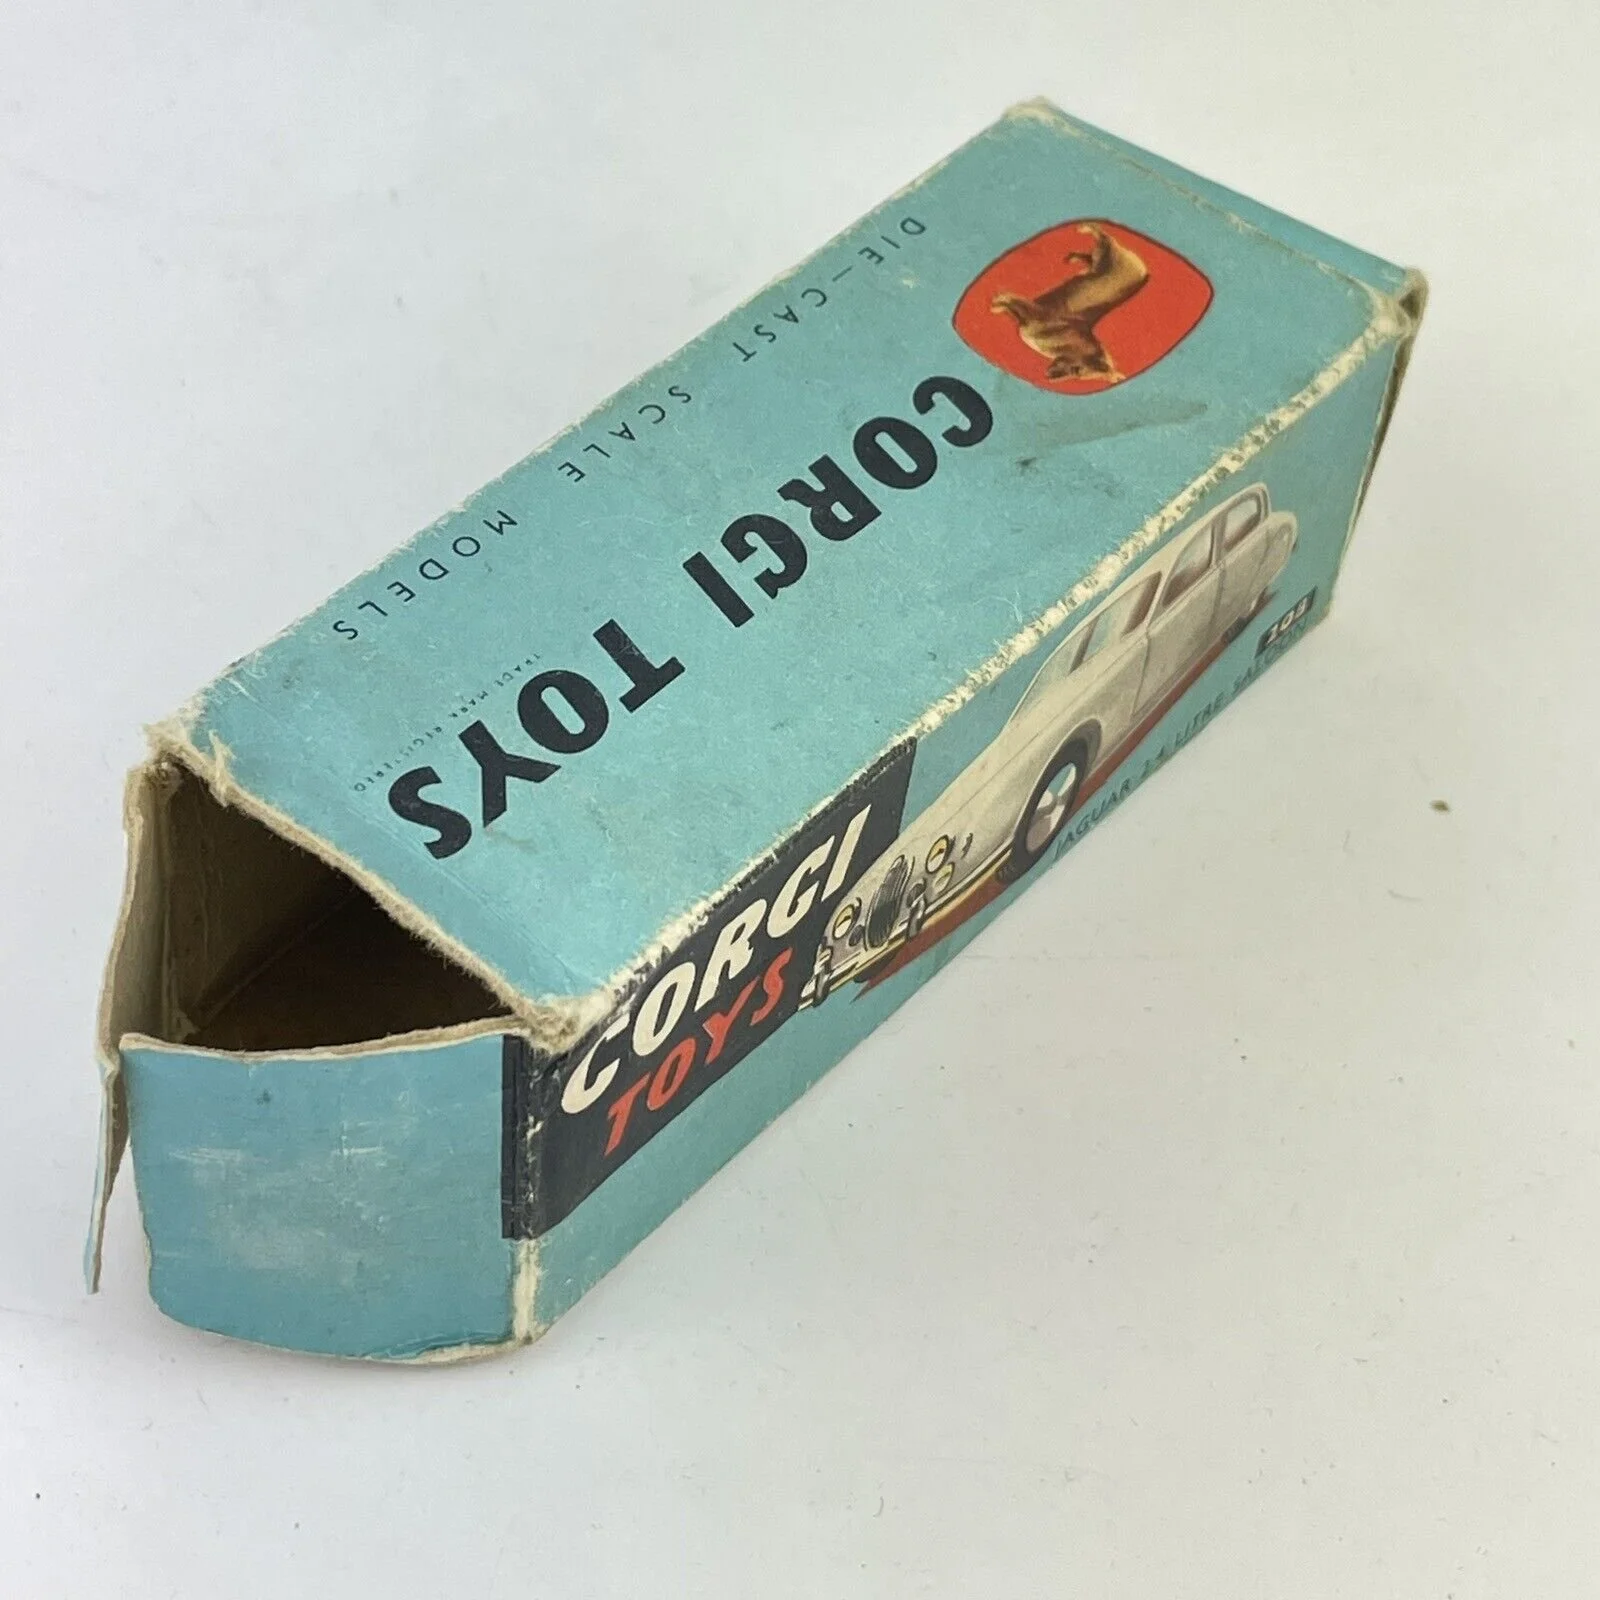 CORGI TOYS
TRADE MARK REGISTERED
DIE-CAST SCALE MODELS
CORGI
TOYS
208
JAGUAR 2·4 LITRE SALOON